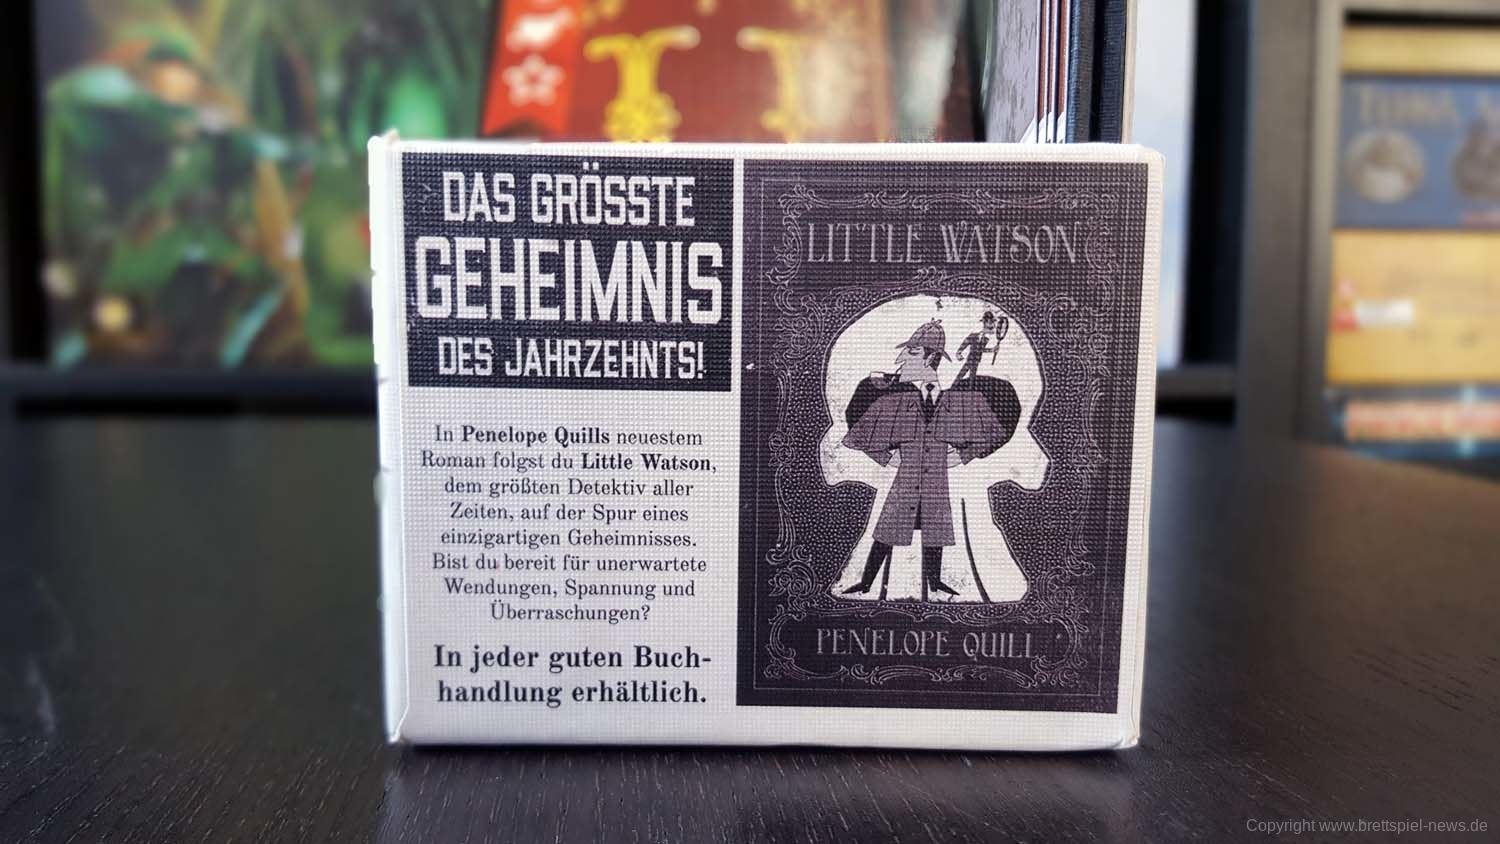 DAS GRÖSSTE
GEHEIMNIS
DES JAHRZEHNTS!
In Penelope Quills neuestem
Roman folgst du Little Watson,
dem größten Detektiv aller
Zeiten, auf der Spur eines
einzigartigen Geheimnisses.
Bist du bereit für unerwartete
Wendungen, Spannung und
Überraschungen?
In jeder guten Buch-
handlung erhältlich.
LITTLE WATSON
PENELOPE QUILL
Copyright www.brettspiel-news.de